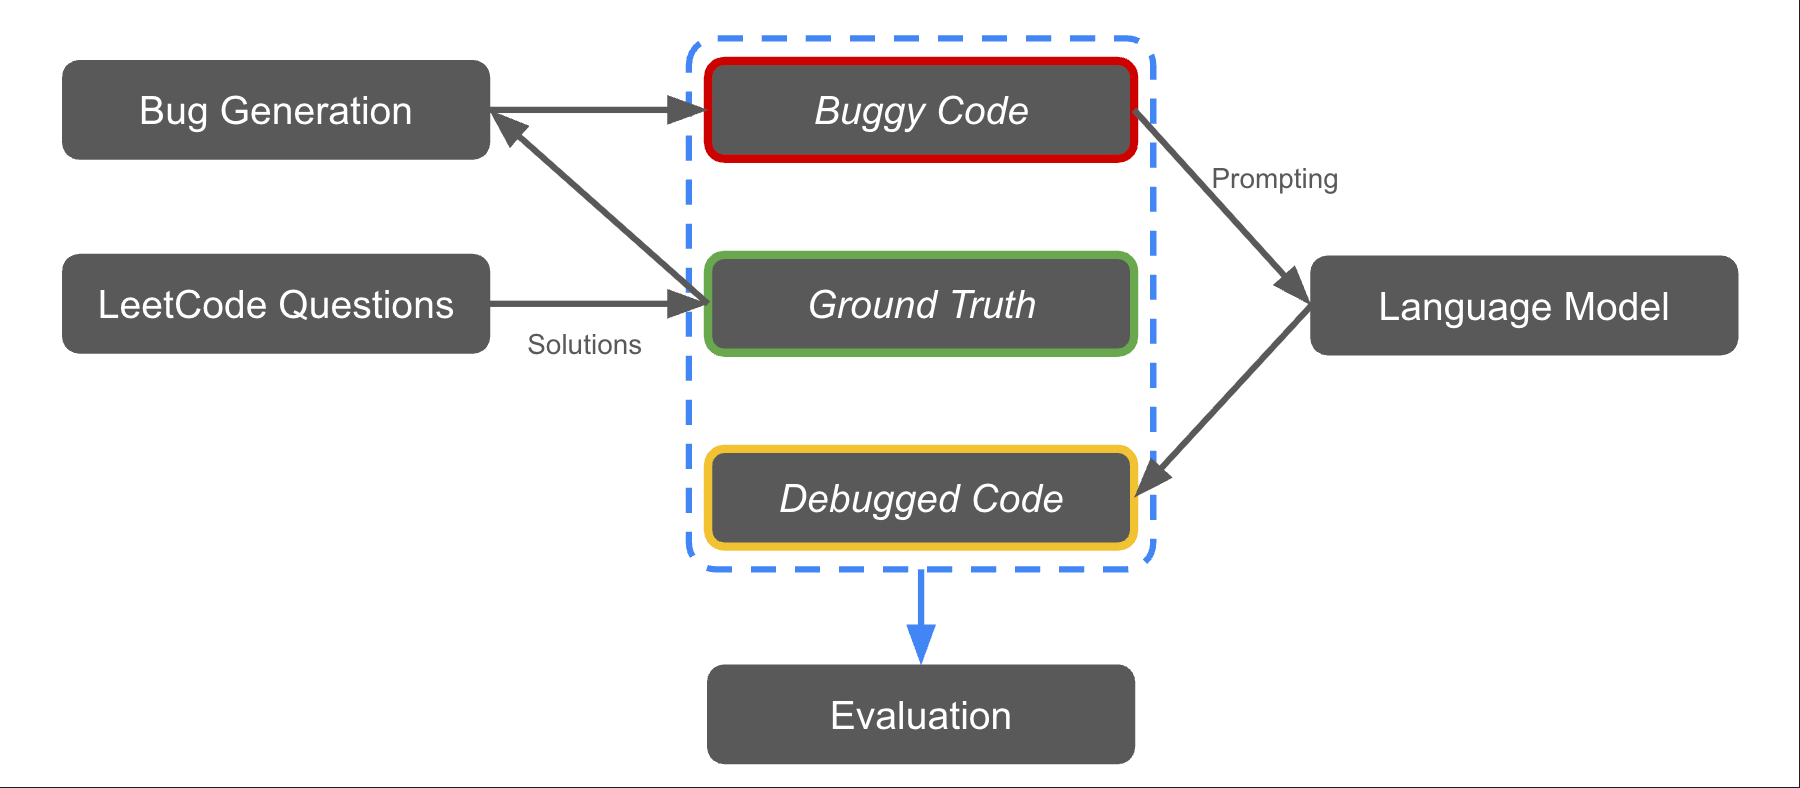 Bug Generation
Buggy Code
Prompting
LeetCode Questions
Solutions
Ground Truth
Language Model
Debugged Code
Evaluation